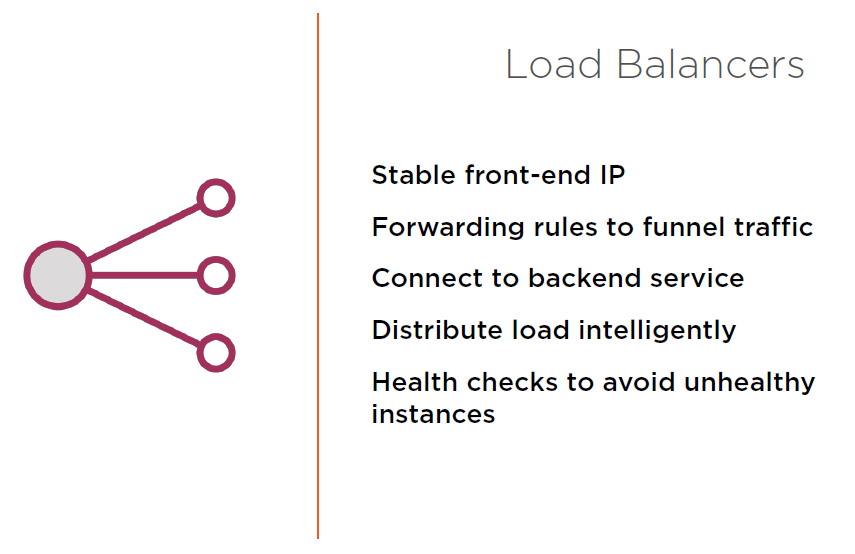 Load Balancers
Stable front-end IP
Forwarding rules to funnel traffic
Connect to backend service
Distribute load intelligently
Health checks to avoid unhealthy
instances